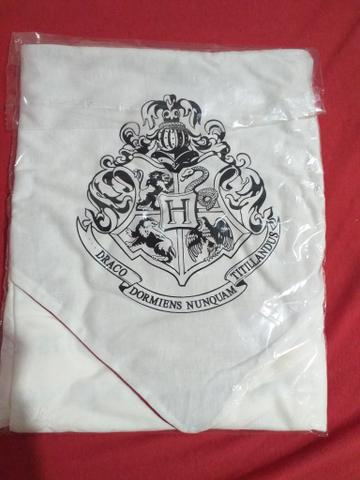 H
DRACO
DORMIENS NUNQUAM
TITILLANDUS